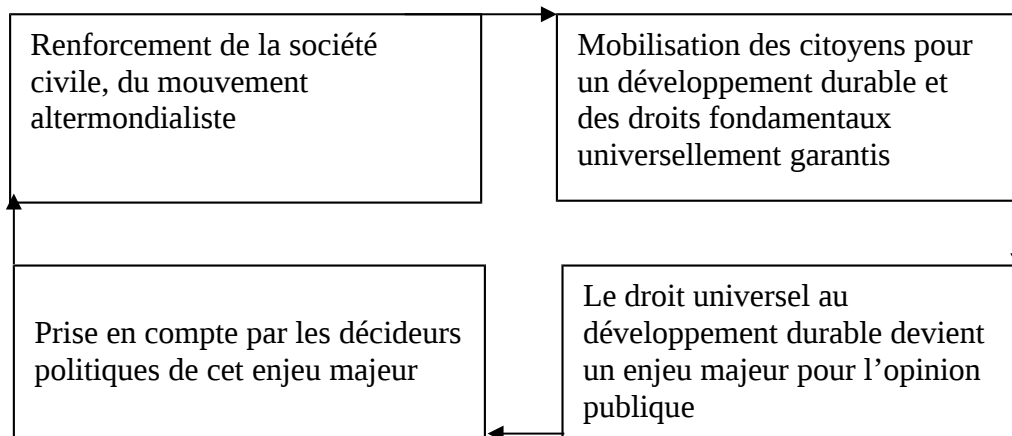 Renforcement de la société
civile, du mouvement
altermondialiste
Mobilisation des citoyens pour
un développement durable et
des droits fondamentaux
universellement garantis
Prise en compte par les décideurs
politiques de cet enjeu majeur
Le droit universel au
développement durable devient
un enjeu majeur pour l’opinion
publique